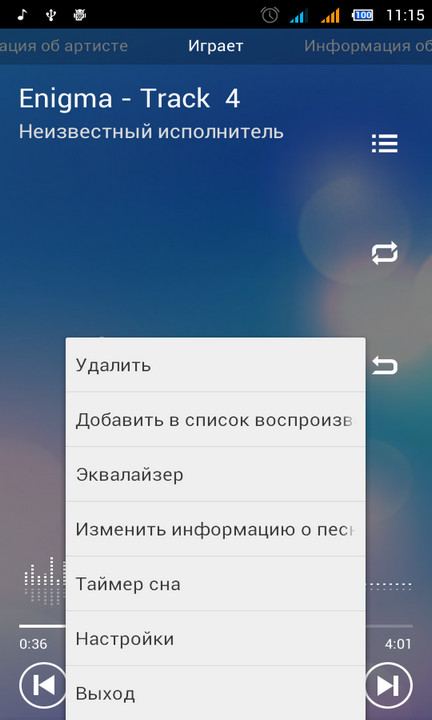 100 11:15
ация об артисте Играет Информация об
Enigma - Track 4
Неизвестный исполнитель
Удалить
Добавить в список воспроизв
Эквалайзер
Изменить информацию о песн
Таймер сна
Настройки
Выход
0:36 4:01